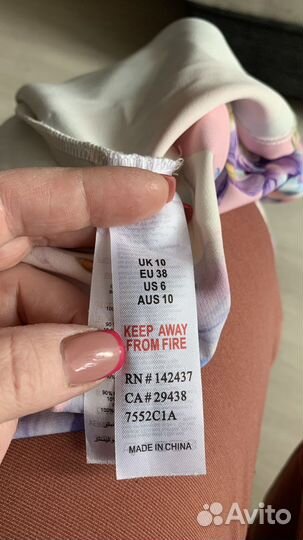 UK 10
EU 38
US 6
AUS 10
KEEP AWAY
FROM FIRE
RN# 142437
CA# 29438
7552C1A
MADE IN CHINA
Avito